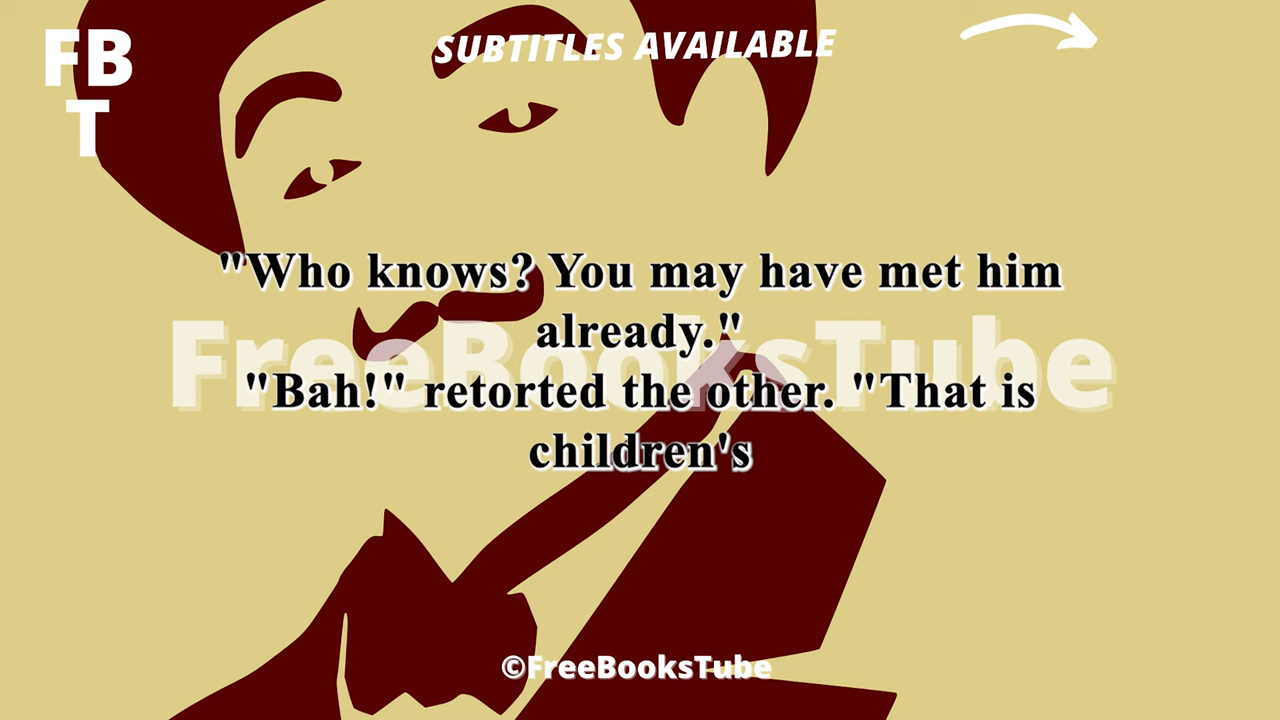 FB
T
SUBTITLES AVAILABLE
"Who knows? You may have met him
already."
FreeBooksTube
"Bah!" retorted the other. "That is
children's
©FreeBooksTube